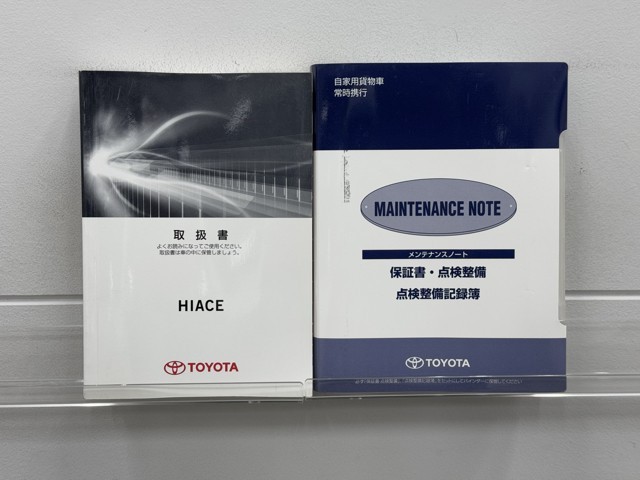 取扱書
よくお読みになってご使用ください。
取扱書は車の中に保管しましょう。
HIACE
TOYOTA
自家用貨物車
常時携行
MAINTENANCE NOTE
メンテナンスノート
保証書・点検整備
点検整備記録簿
TOYOTA